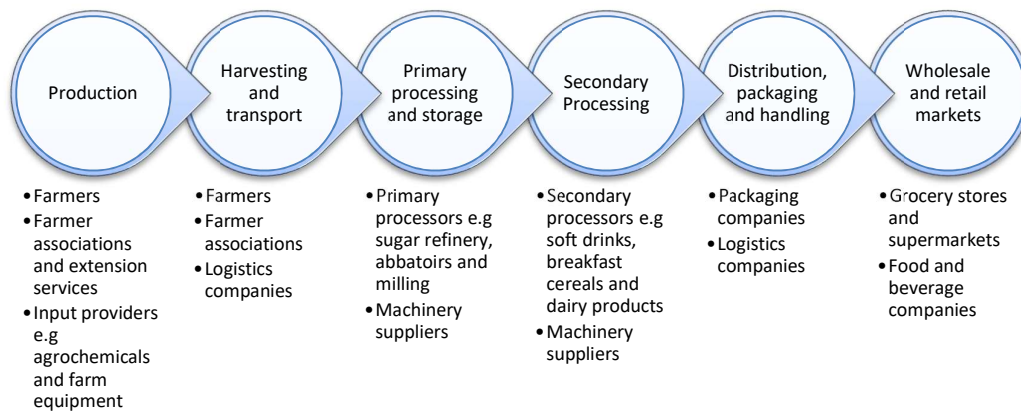 Production
Harvesting
and
transport
Primary
processing
and storage
Secondary
Processing
Distribution,
packaging
and handling
Wholesale
and retail
markets
•Farmers
•Farmer
associations
and extension
services
•Input providers
e.g
agrochemicals
and farm
equipment
•Farmers
•Farmer
associations
•Logistics
companies
•Primary
processors e.g
sugar refinery,
abbatoirs and
milling
•Machinery
suppliers
•Secondary
processors e.g
soft drinks,
breakfast
cereals and
dairy products
•Machinery
suppliers
•Packaging
companies
•Logistics
companies
•Grocery stores
and
supermarkets
•Food and
beverage
companies